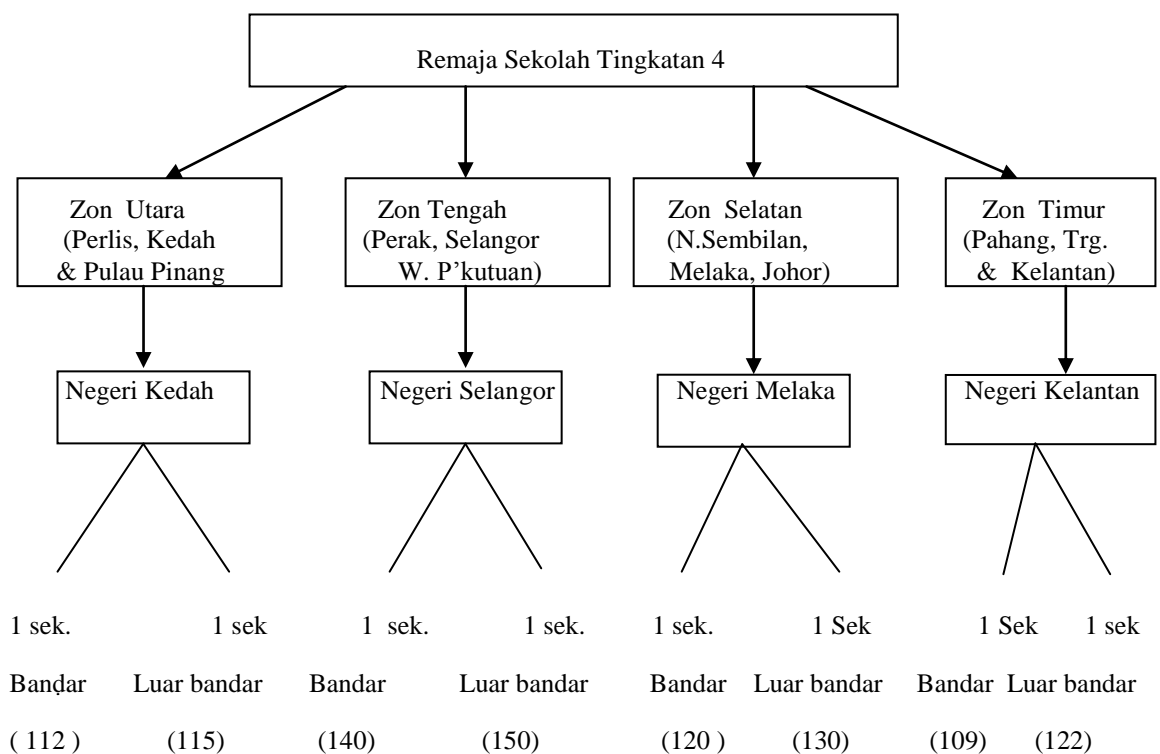 Remaja Sekolah Tingkatan 4
Zon Utara
(Perlis, Kedah
& Pulau Pinang
Zon Tengah
(Perak, Selangor
W. P'kutuan)
Zon Selatan
(N.Sembilan,
Melaka, Johor)
Zon Timur
(Pahang, Trg.
& Kelantan)
Negeri Kedah
Negeri Selangor
Negeri Melaka
Negeri Kelantan
1 sek. 1 sek 1 sek. 1 sek. 1 sek. 1 Sek 1 Sek 1 sek
Bandar Luar bandar Bandar Luar bandar Bandar Luar bandar Bandar Luar bandar
( 112 ) (115) (140) (150) (120 ) (130) (109) (122)